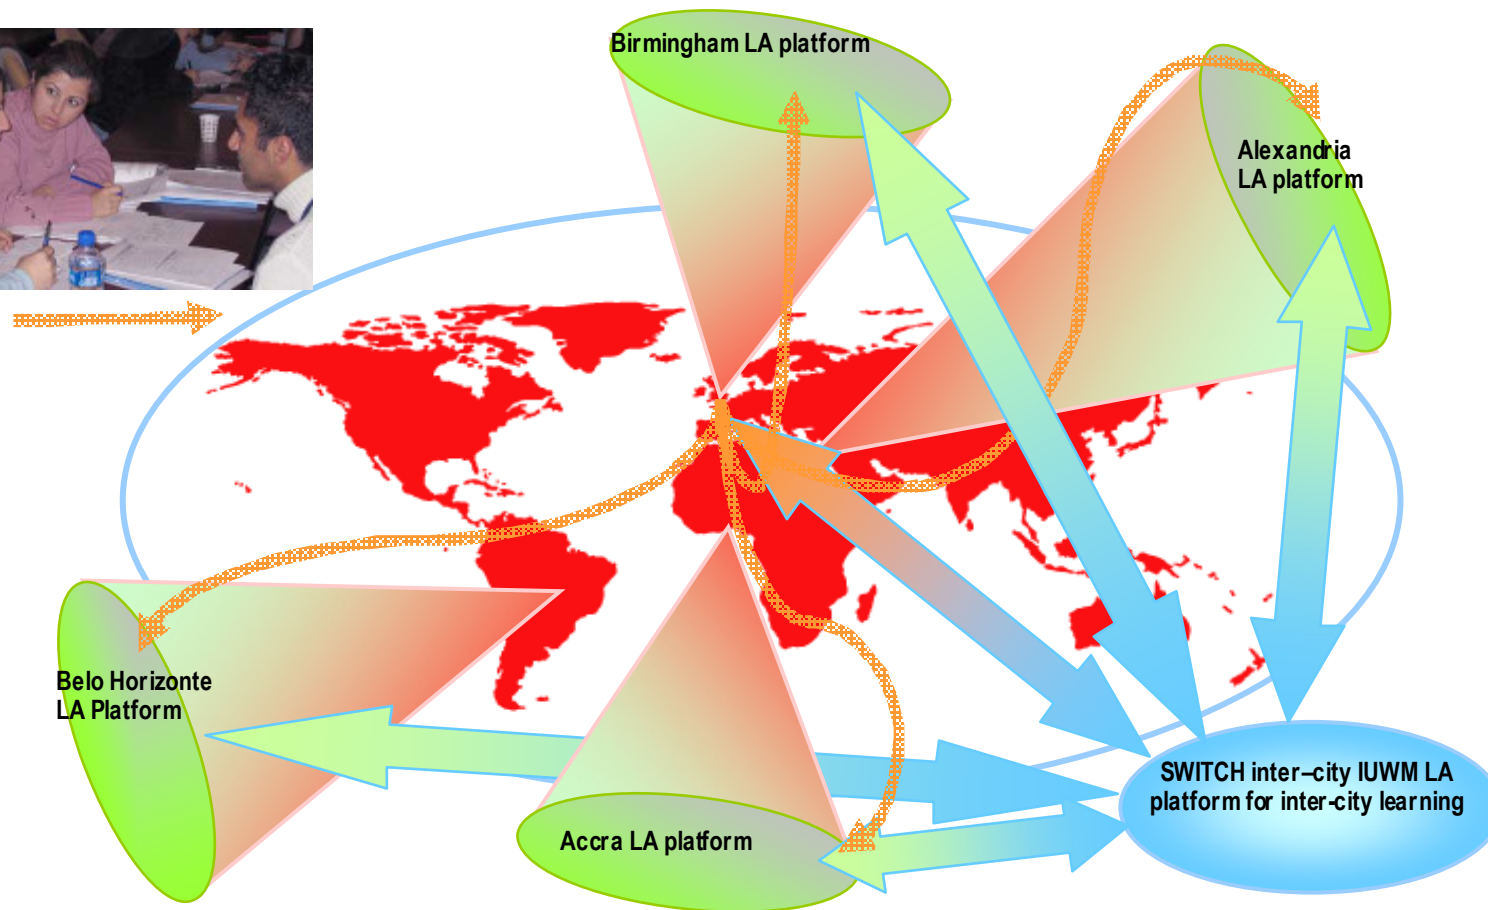 Birmingham LA platform
Alexandria
LA platform
Belo Horizonte
LA Platform
Accra LA platform
SWITCH inter–city IUWM LA
platform for inter-city learning